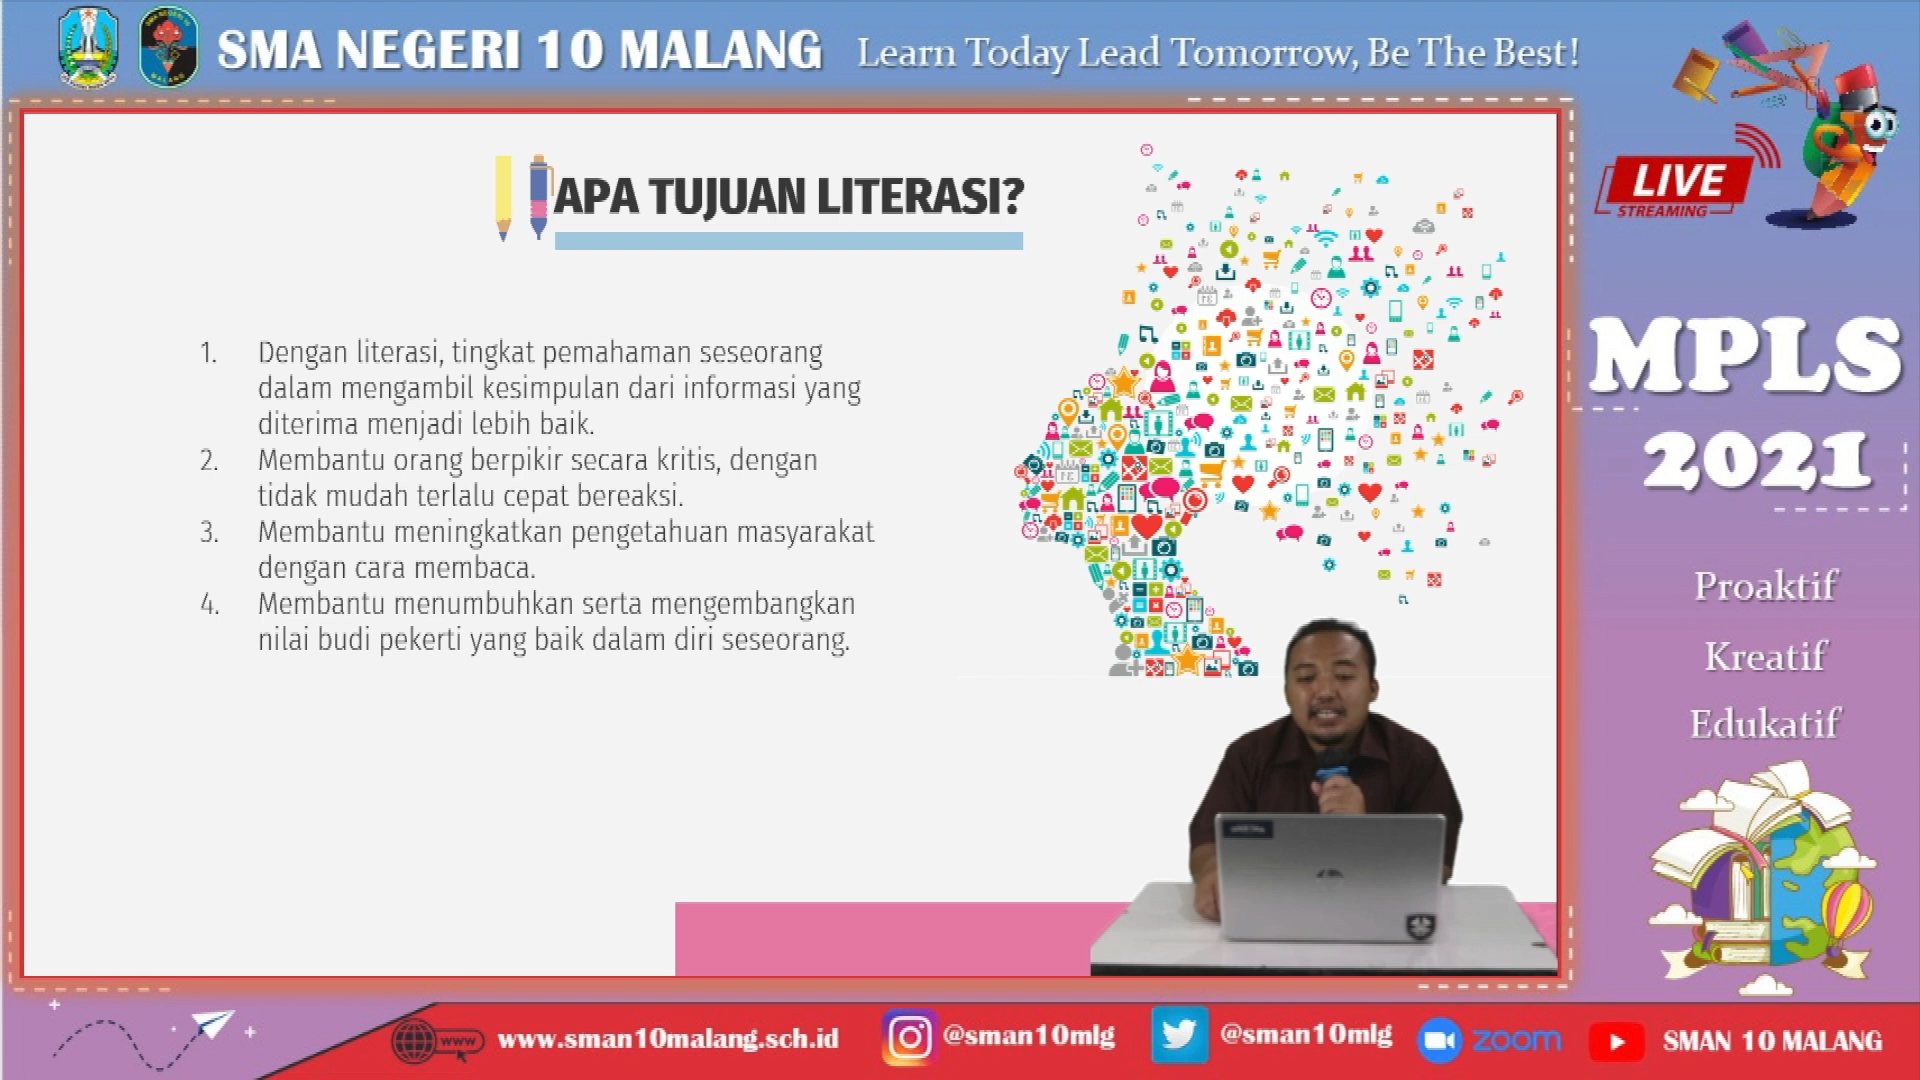 SMA NEGERI 10 MALANG
Learn Today Lead Tomorrow, Be The Best!
LIVE
STREAMING
APA TUJUAN LITERASI?
1. Dengan literasi, tingkat pemahaman seseorang
dalam mengambil kesimpulan dari informasi yang
diterima menjadi lebih baik.
2. Membantu orang berpikir secara kritis, dengan
tidak mudah terlalu cepat bereaksi.
3. Membantu meningkatkan pengetahuan masyarakat
dengan cara membaca.
4. Membantu menumbuhkan serta mengembangkan
nilai budi pekerti yang baik dalam diri seseorang.
MPLS
2021
Proaktif
Kreatif
Edukatif
www
www.sman10malang.sch.id
@sman10mlg
@sman10mlg
zoom
SMAN 10 MALANG